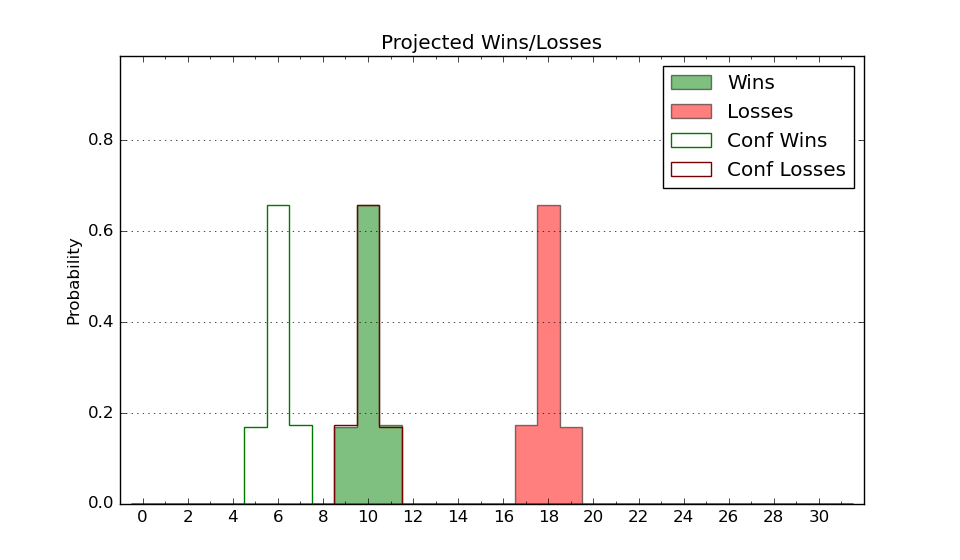 Projected Wins/Losses
Wins
Losses
Conf Wins
Conf Losses
Probability
0.8
0.6
0.4
0.2
0.0
0 2 4 6 8 10 12 14 16 18 20 22 24 26 28 30